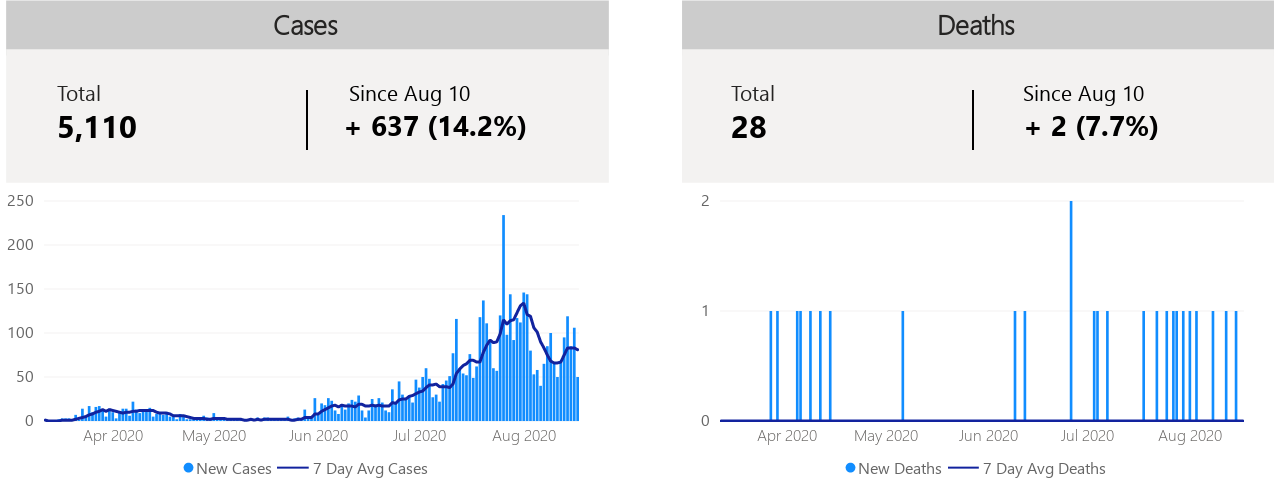 Cases
Total
5,110
Since Aug 10
+ 637 (14.2%)
250
200
150
100
50
0
Apr 2020 May 2020 Jun 2020 Jul 2020 Aug 2020
New Cases 7 Day Avg Cases
Deaths
Total
28
Since Aug 10
+ 2 (7.7%)
2
1
0
Apr 2020 May 2020 Jun 2020 Jul 2020 Aug 2020
New Deaths 7 Day Avg Deaths